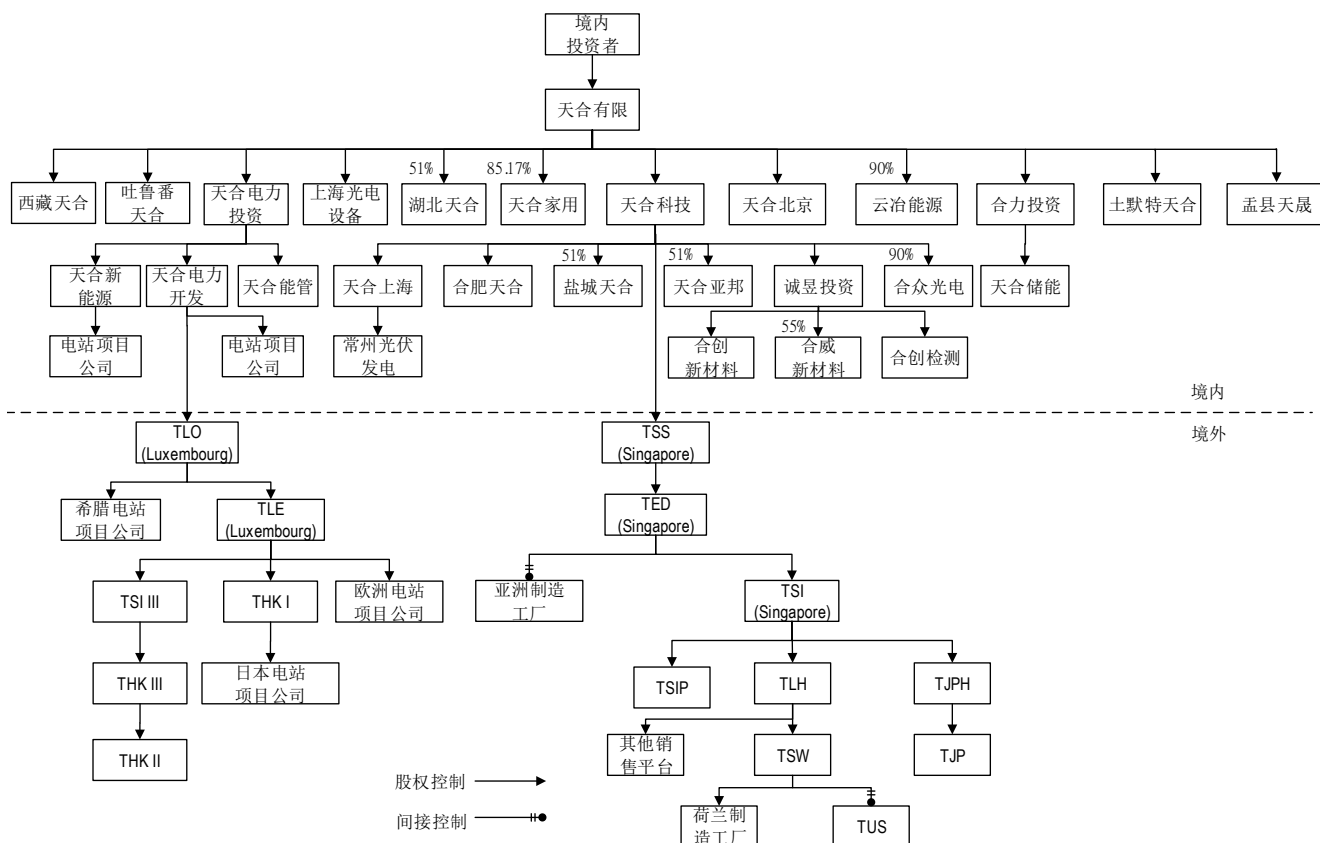 境内
投资者
天合有限
51%
85.17%
90%
西藏天合
吐鲁番
天合
天合电力
投资
上海光电
设备
湖北天合
天合家用
天合科技
天合北京
云冶能源
合力投资
土默特天合
盂县天晟
51%
51%
90%
天合新
能源
天合电力
开发
天合能管
天合上海
合肥天合
盐城天合
天合亚邦
诚昱投资
合众光电
天合储能
电站项目
公司
电站项目
公司
常州光伏
发电
合创
新材料
55%
合威
新材料
合创检测
境内
境外
TLO
(Luxembourg)
TSS
(Singapore)
希腊电站
项目公司
TLE
(Luxembourg)
TED
(Singapore)
TSI III
THK I
欧洲电站
项目公司
亚洲制造
工厂
TSI
(Singapore)
THK III
日本电站
项目公司
TSIP
TLH
TJPH
THK II
其他销
售平台
TSW
TJP
股权控制
间接控制
荷兰制
造工厂
TUS